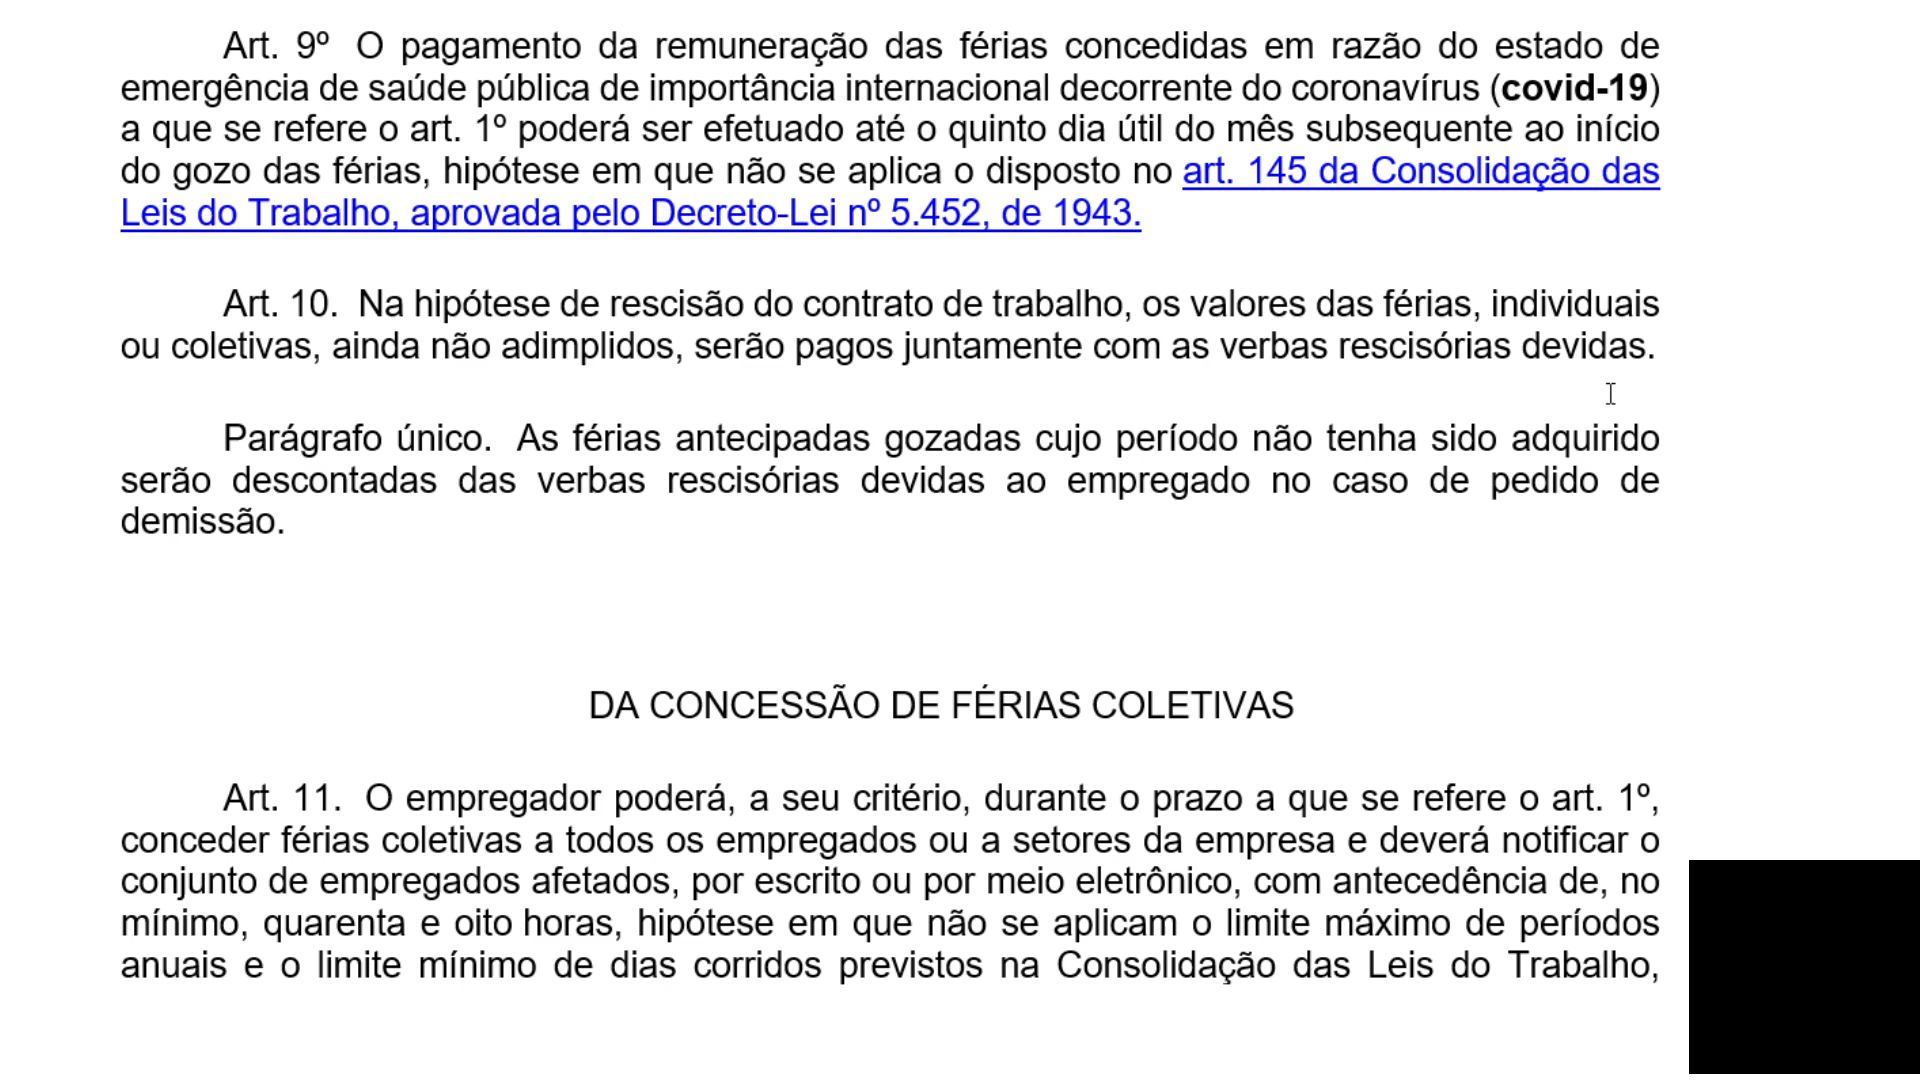 Art. 9º O pagamento da remuneração das férias concedidas em razão do estado de
emergência de saúde pública de importância internacional decorrente do coronavírus (covid-19)
a que se refere o art. 1º poderá ser efetuado até o quinto dia útil do mês subsequente ao início
do gozo das férias, hipótese em que não se aplica o disposto no art. 145 da Consolidação das
Leis do Trabalho, aprovada pelo Decreto-Lei nº 5.452, de 1943.
Art. 10. Na hipótese de rescisão do contrato de trabalho, os valores das férias, individuais
ou coletivas, ainda não adimplidos, serão pagos juntamente com as verbas rescisórias devidas.
Parágrafo único. As férias antecipadas gozadas cujo período não tenha sido adquirido
serão descontadas das verbas rescisórias devidas ao empregado no caso de pedido de
demissão.
DA CONCESSÃO DE FÉRIAS COLETIVAS
Art. 11. O empregador poderá, a seu critério, durante o prazo a que se refere o art. 1º,
conceder férias coletivas a todos os empregados ou a setores da empresa e deverá notificar o
conjunto de empregados afetados, por escrito ou por meio eletrônico, com antecedência de, no
mínimo, quarenta e oito horas, hipótese em que não se aplicam o limite máximo de períodos
anuais e o limite mínimo de dias corridos previstos na Consolidação das Leis do Trabalho,